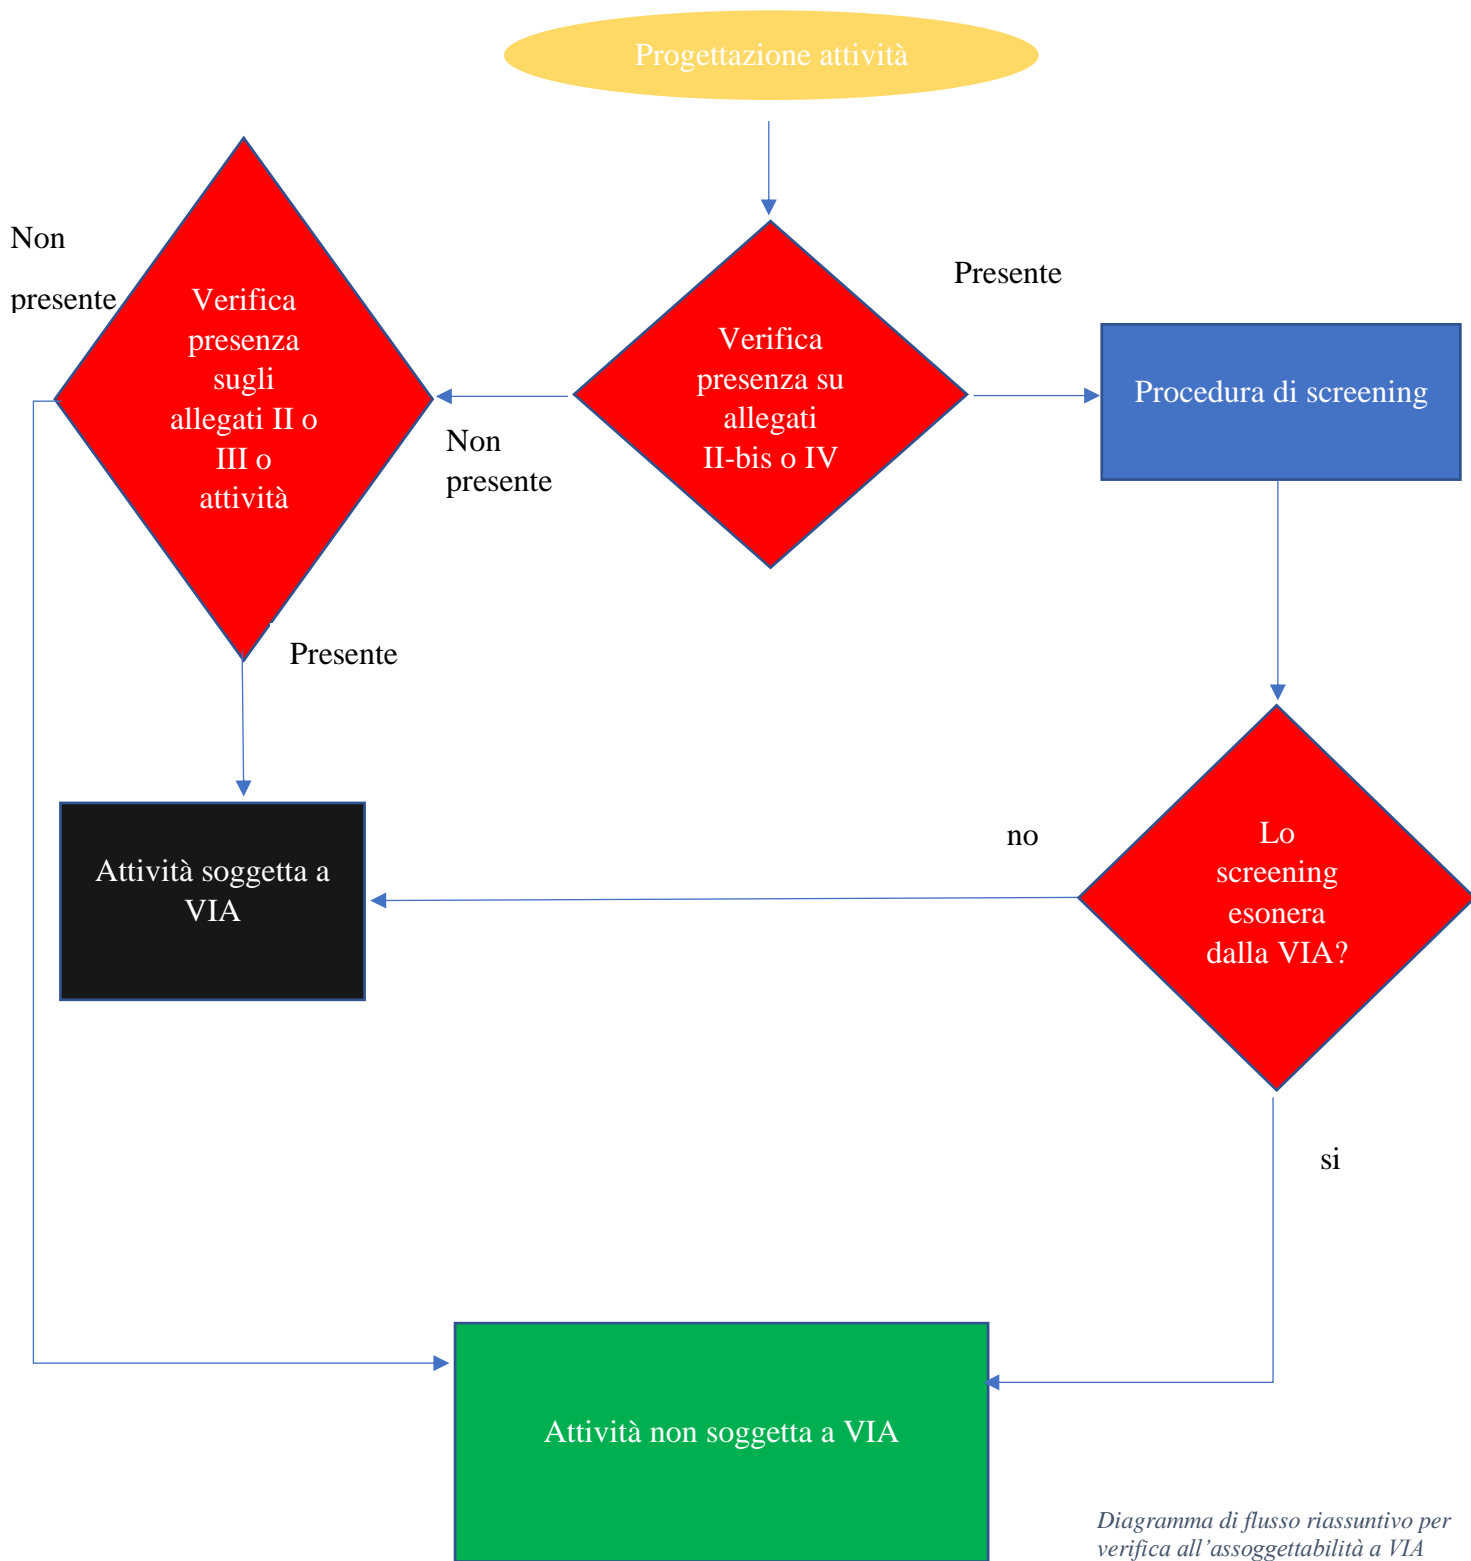 Progettazione attività
Non
presente
Verifica
presenza
sugli
allegati II o
III o
attività
Non
presente
Verifica
presenza su
allegati
II-bis o IV
Presente
Procedura di screening
Presente
Attività soggetta a
VIA
no
Lo
screening
esonera
dalla VIA?
si
Attività non soggetta a VIA
Diagramma di flusso riassuntivo per
verifica all’assoggettabilità a VIA